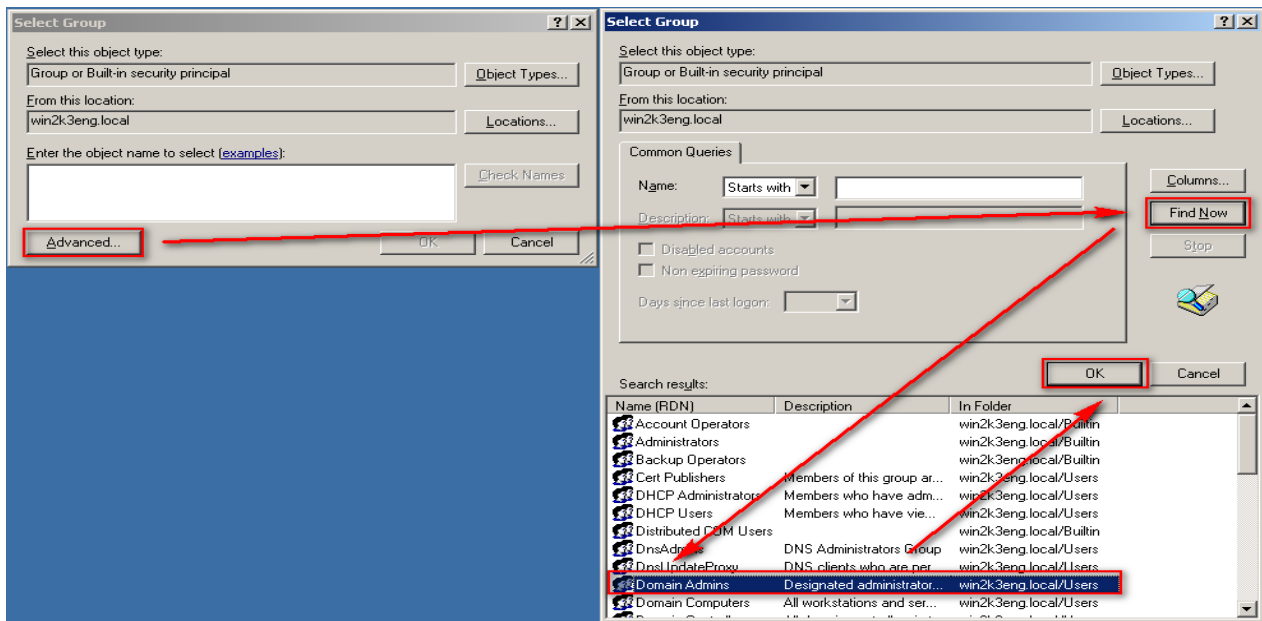 Select Group
Select this object type:
Group or Built-in security principal
Object Types...
From this location:
win2k3eng.local
Locations...
Enter the object name to select (examples):
Check Names
Advanced...
OK
Cancel
Select Group
Select this object type:
Group or Built-in security principal
Object Types...
From this location:
win2k3eng.local
Locations...
Common Queries
Name:
Starts with
Columns...
Description:
Starts with
Find Now
Disabled accounts
Stop
Non expiring password
Days since last logon:
OK
Cancel
Search results:
Name (RDN) Description In Folder
Account Operators win2k3eng.local/Builtin
Administrators win2k3eng.local/Builtin
Backup Operators win2k3eng.local/Builtin
Cert Publishers Members of this group ar... win2k3eng.local/Users
DHCP Administrators Members who have adm... win2k3eng.local/Users
DHCP Users Members who have vie... win2k3eng.local/Users
Distributed COM Users win2k3eng.local/Builtin
DnsAdmins DNS Administrators Group win2k3eng.local/Users
DnsUpdateProxy DNS clients who are per... win2k3eng.local/Users
Domain Admins Designated administrator... win2k3eng.local/Users
Domain Computers All workstations and ser... win2k3eng.local/Users